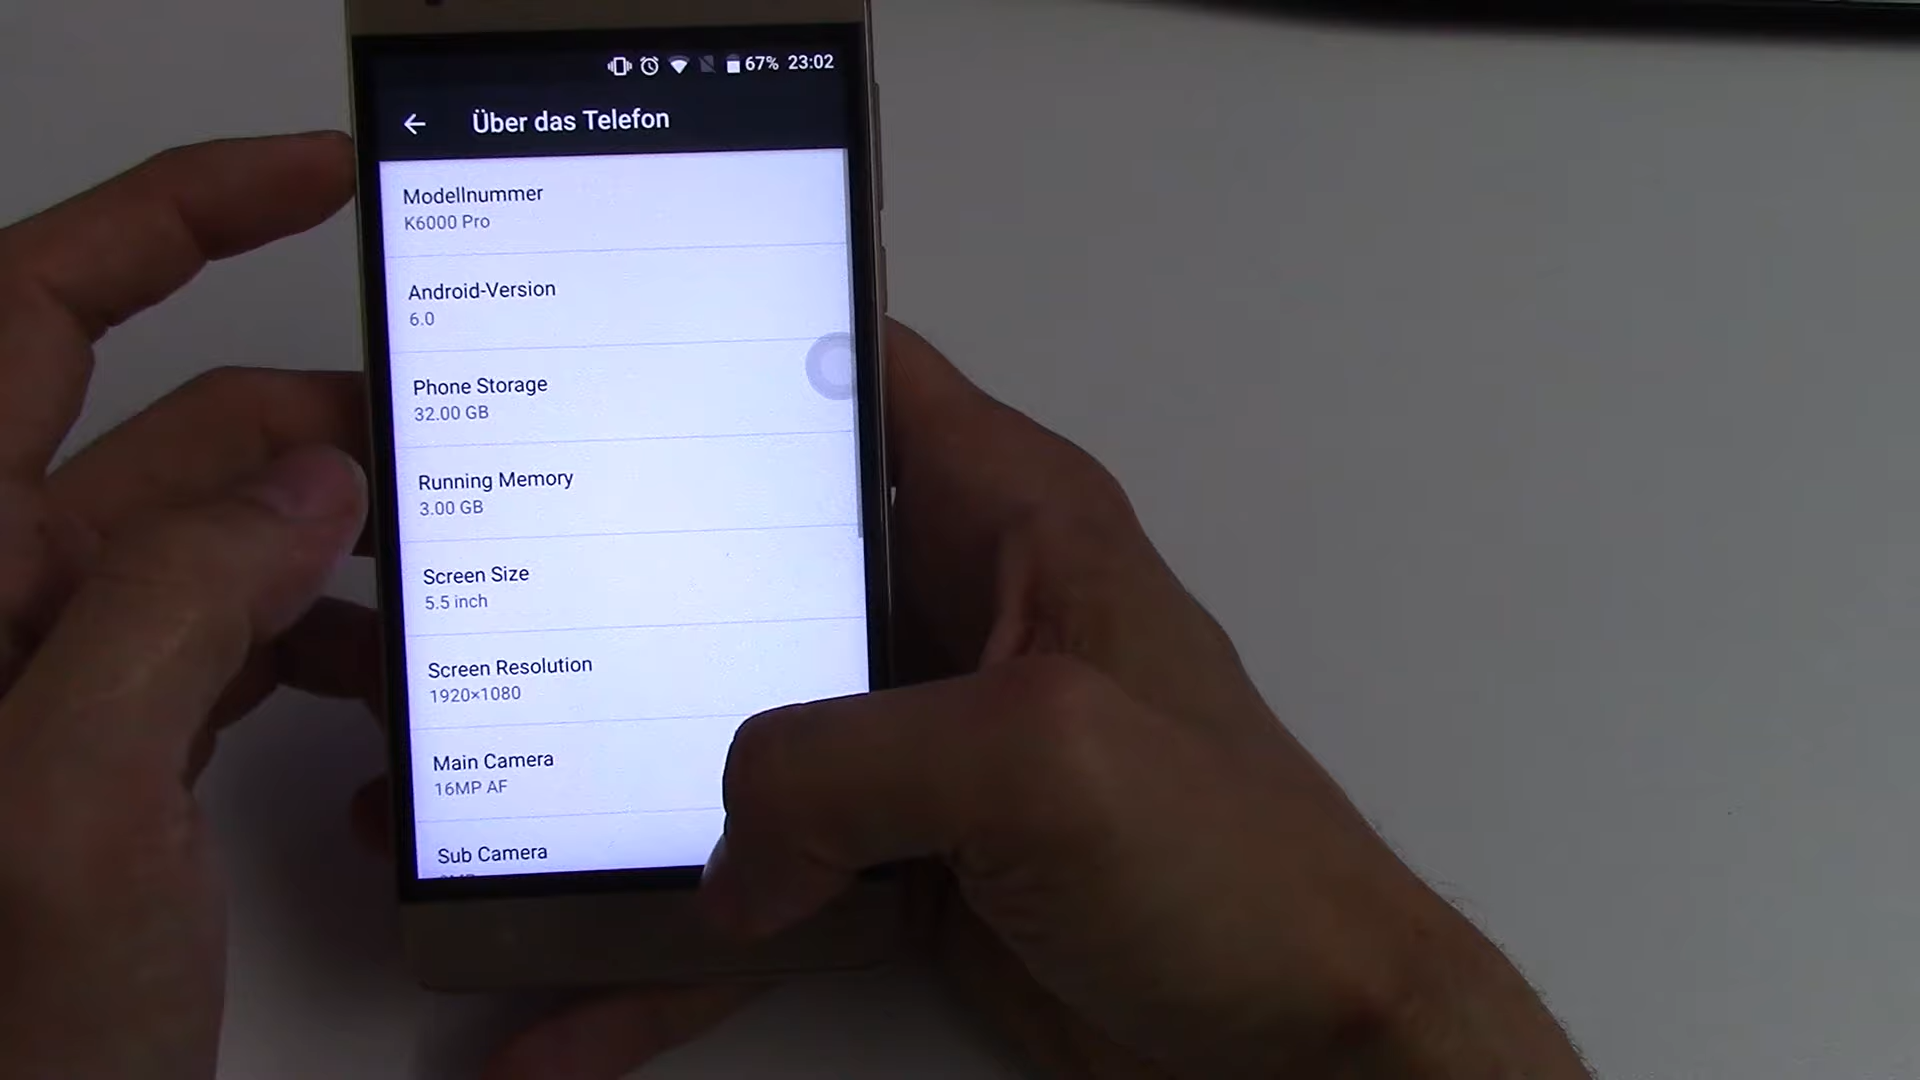 67% 23:02
Über das Telefon
Modellnummer
K6000 Pro
Android-Version
6.0
Phone Storage
32.00 GB
Running Memory
3.00 GB
Screen Size
5.5 inch
Screen Resolution
1920×1080
Main Camera
16MP AF
Sub Camera